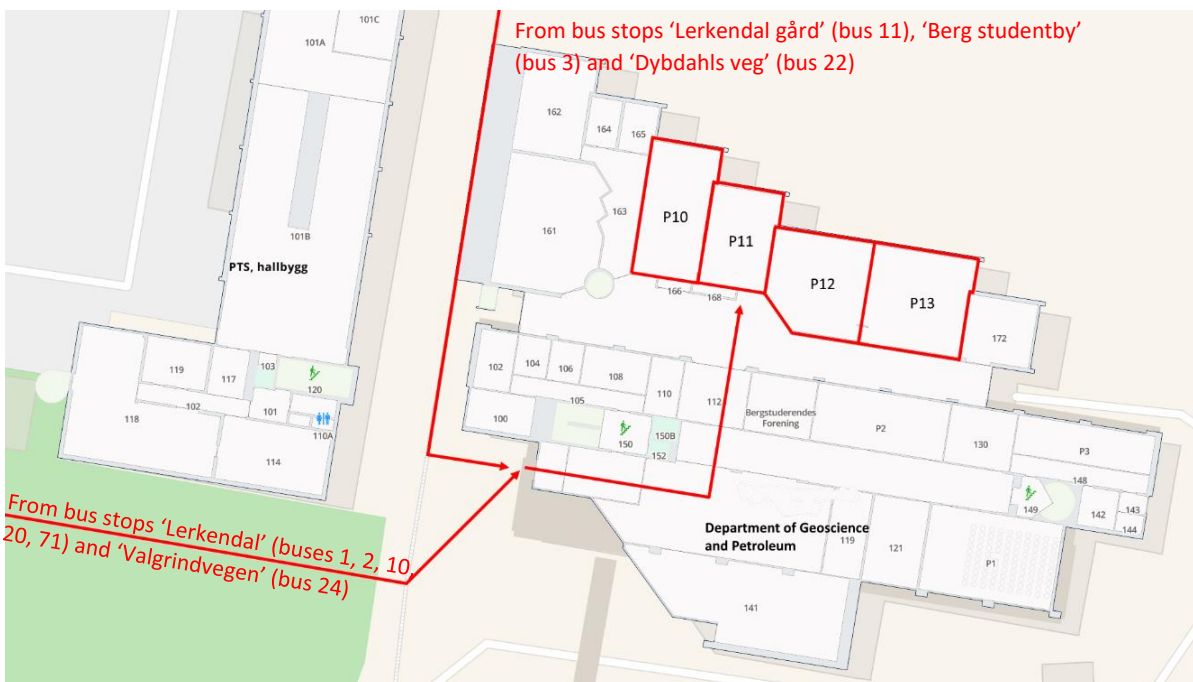 From bus stops ‘Lerkendal gård’ (bus 11), ‘Berg studentby’
(bus 3) and ‘Dybdahls veg’ (bus 22)
101C
101A
162
164
165
P10
163
P11
161
101B
PTS, hallbygg
P12
P13
166
168
172
103
104
106
102
108
119
117
120
110
105
112
102
101
Bergstuderendes
Forening
P2
118
100
110A
150
150B
152
130
P3
114
148
149
142
143
144
From bus stops ‘Lerkendal’ (buses 1, 2, 10,
20, 71) and ‘Valgrindvegen’ (bus 24)
Department of Geoscience
and Petroleum
119
121
P1
141